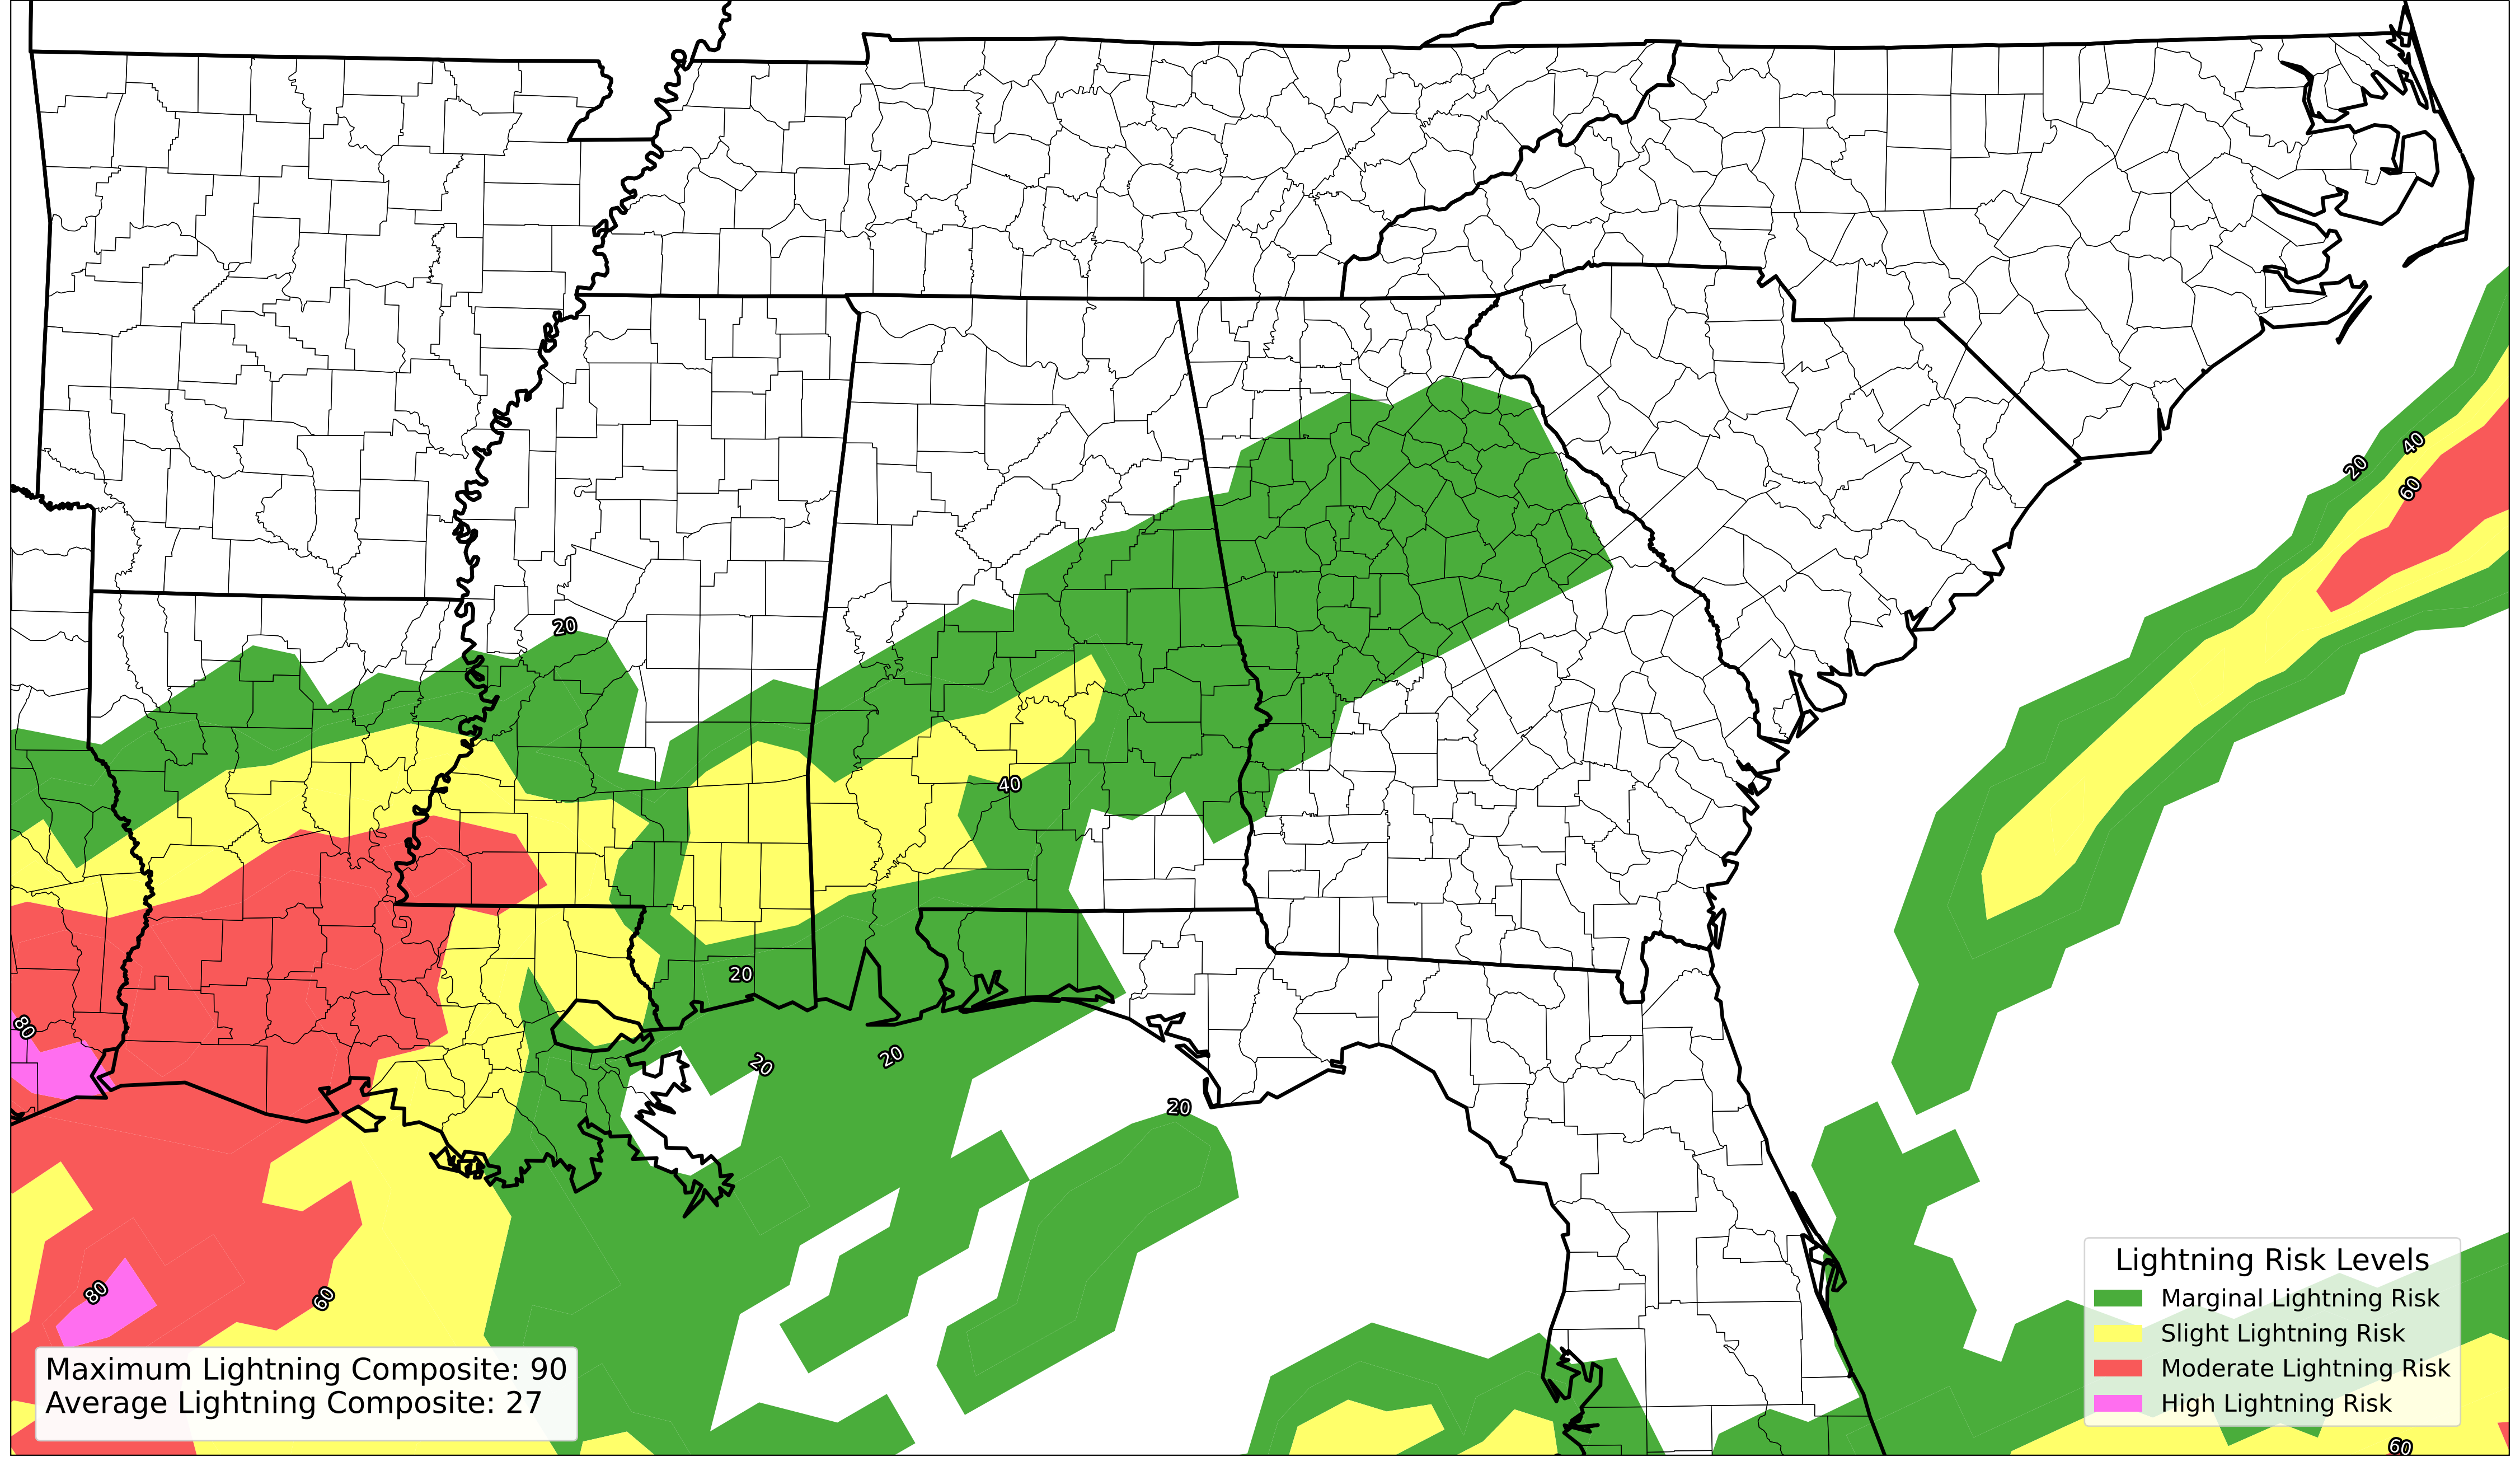 40
20
60
20
40
20
80
20
20
20
80
60
Lightning Risk Levels
Marginal Lightning Risk
Slight Lightning Risk
Moderate Lightning Risk
High Lightning Risk
Maximum Lightning Composite: 90
Average Lightning Composite: 27
60